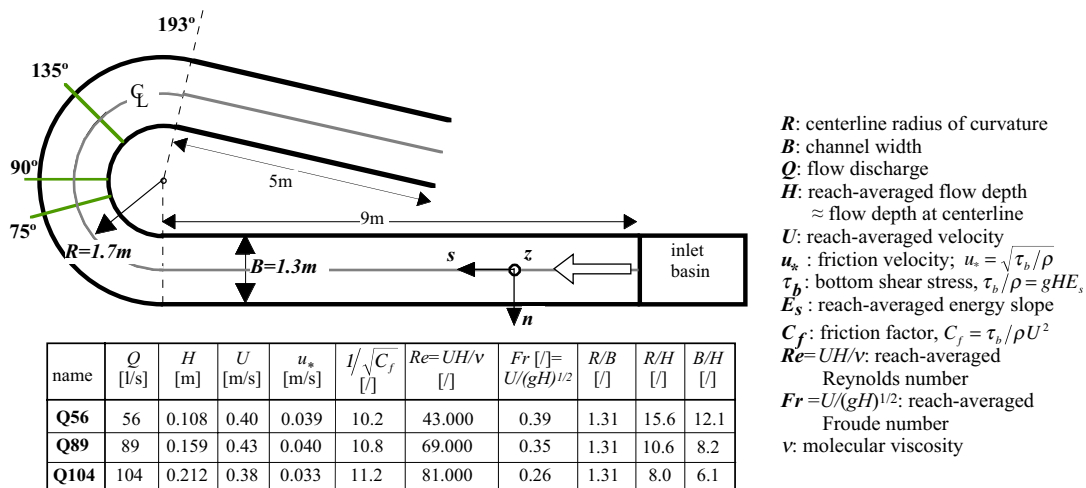 193º
135º
℄
90º
5m
75º
9m
R=1.7m
B=1.3m
s
z
n
inlet
basin
R: centerline radius of curvature
B: channel width
Q: flow discharge
H: reach-averaged flow depth
≈ flow depth at centerline
U: reach-averaged velocity
u* : friction velocity; u* = √(τb/ρ)
τb : bottom shear stress, τb/ρ = gHEs
Es : reach-averaged energy slope
Cf : friction factor, Cf = τb/ρU²
Re=UH/ν: reach-averaged
Reynolds number
Fr =U/(gH)^1/2: reach-averaged
Froude number
ν: molecular viscosity
name Q [l/s] H [m] U [m/s] u* [m/s] 1/√Cf [/] Re=UH/ν [/] Fr [/]= U/(gH)^1/2 R/B [/] R/H [/] B/H [/]
Q56 56 0.108 0.40 0.039 10.2 43.000 0.39 1.31 15.6 12.1
Q89 89 0.159 0.43 0.040 10.8 69.000 0.35 1.31 10.6 8.2
Q104 104 0.212 0.38 0.033 11.2 81.000 0.26 1.31 8.0 6.1